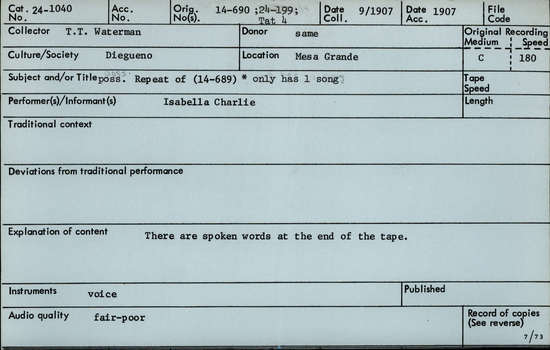 Cat. 24-1040 Acc. Orig. 14-690 ;24-199; Date 9/1907 Date 1907 File
No. No. No(s). Tat 4 Coll. Acc. Code
Collector T.T. Waterman Donor same Original Recording
Medium Speed
Culture/Society Diegueno Location Mesa Grande C 180
Subject and/or Title poss. Repeat of (14-689) * only has 1 song Tape
Speed
Performer(s)/Informant(s) Isabella Charlie Length
Traditional context
Deviations from traditional performance
Explanation of content There are spoken words at the end of the tape.
Instruments voice Published
Audio quality fair-poor Record of copies
(See reverse)
7/73